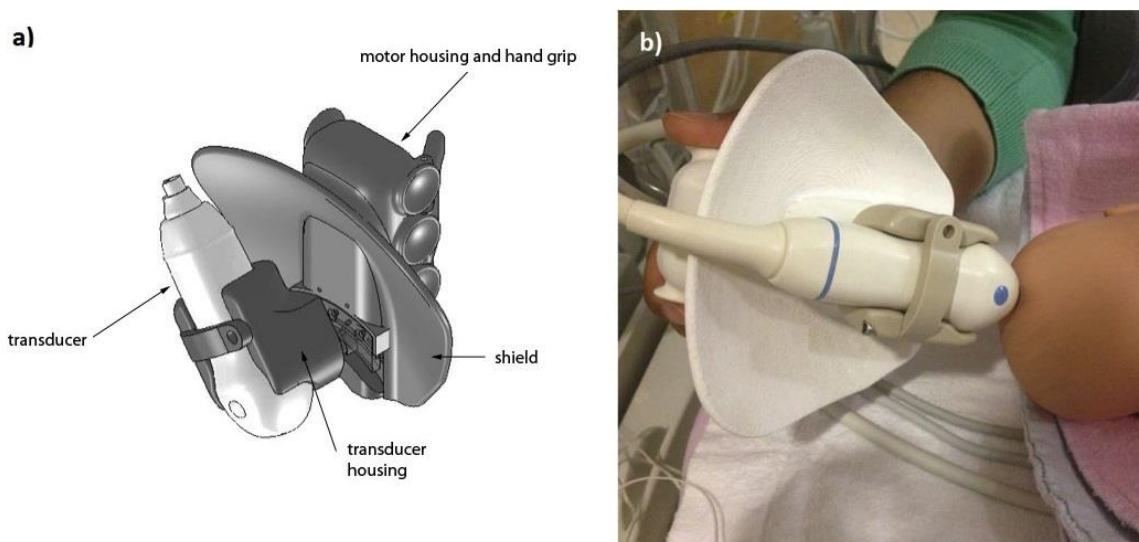 a)
motor housing and hand grip
transducer
shield
transducer
housing
b)